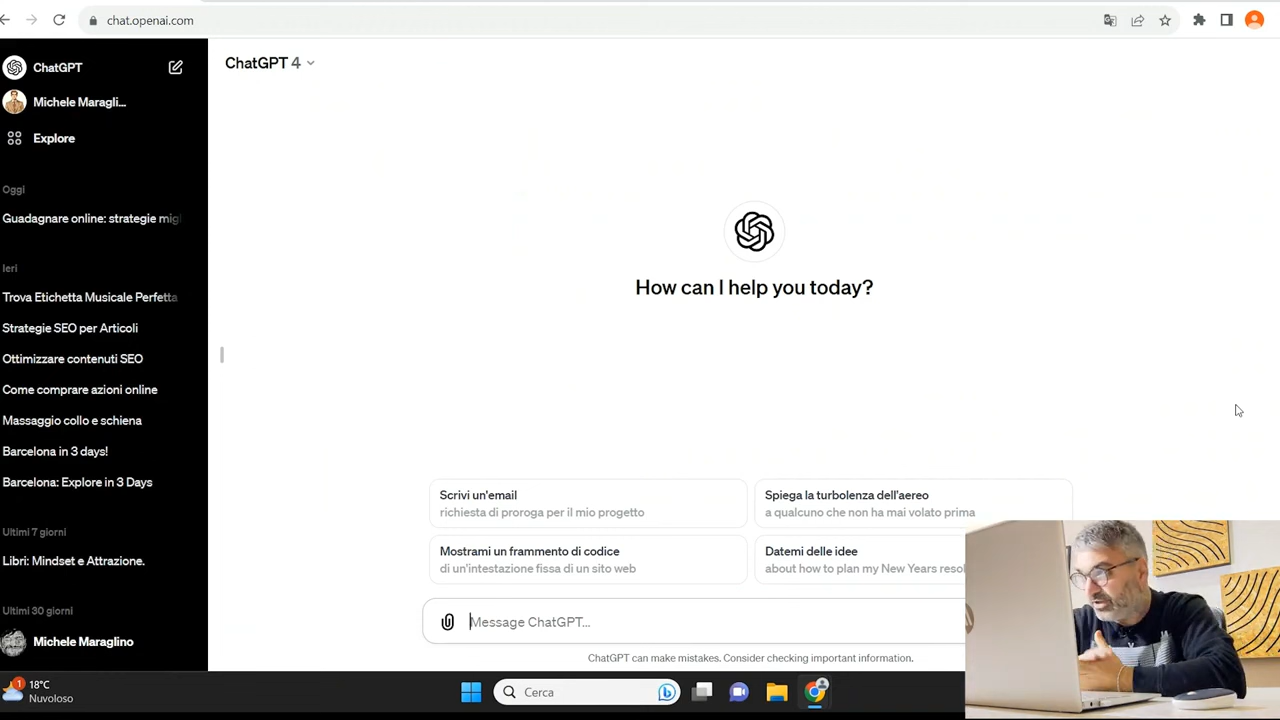 chat.openai.com
ChatGPT
ChatGPT 4
Michele Maragli...
Explore
Oggi
Guadagnare online: strategie mig
Ieri
Trova Etichetta Musicale Perfetta
Strategie SEO per Articoli
Ottimizzare contenuti SEO
Come comprare azioni online
Massaggio collo e schiena
Barcelona in 3 days!
Barcelona: Explore in 3 Days
Ultimi 7 giorni
Libri: Mindset e Attrazione.
Ultimi 30 giorni
Michele Maraglino
How can I help you today?
Scrivi un'email
richiesta di proroga per il mio progetto
Spiega la turbolenza dell'aereo
a qualcuno che non ha mai volato prima
Mostrami un frammento di codice
di un'intestazione fissa di un sito web
Datemi delle idee
about how to plan my New Years resol
Message ChatGPT...
ChatGPT can make mistakes. Consider checking important information.
1
18°C
Nuvoloso
Cerca